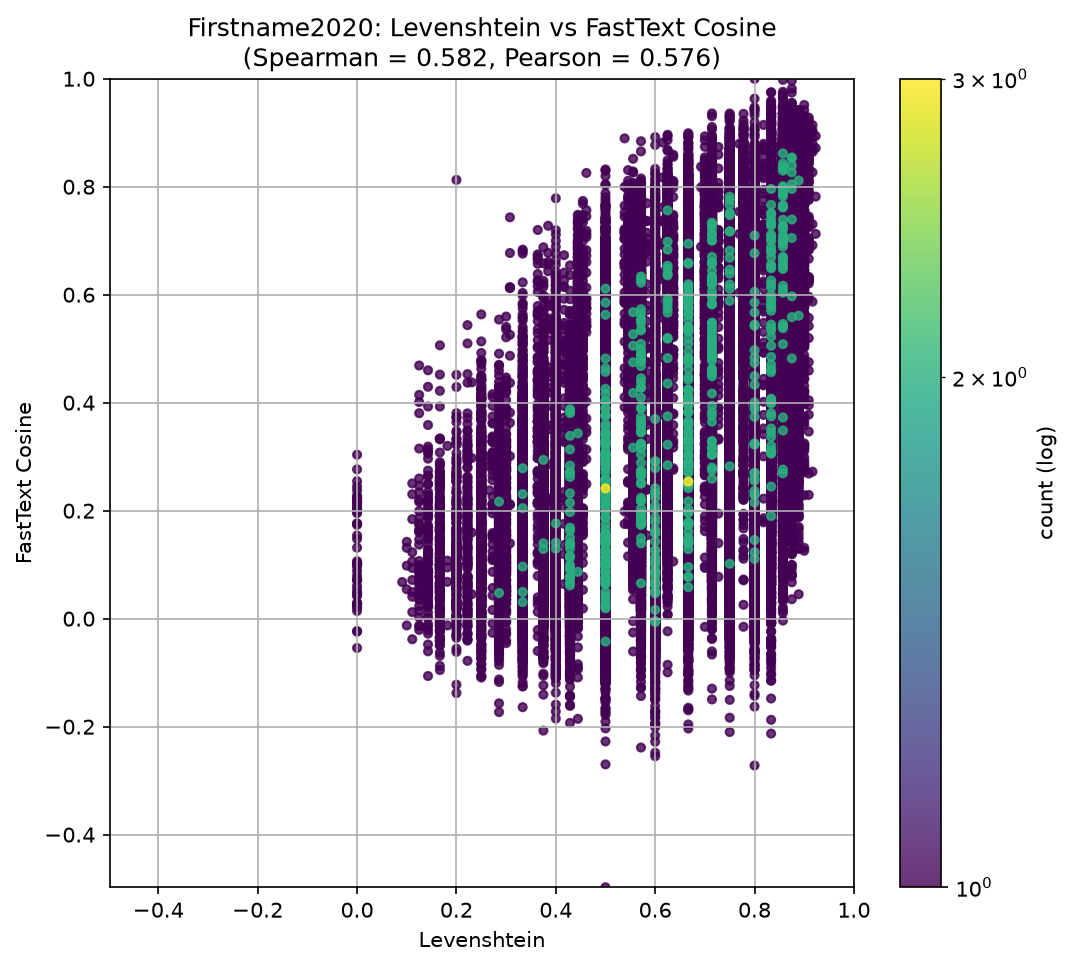 Firstname2020: Levenshtein vs FastText Cosine
(Spearman = 0.582, Pearson = 0.576)
1.0
0.8
0.6
0.4
0.2
0.0
−0.2
−0.4
FastText Cosine
−0.4
−0.2
0.0
0.2
0.4
0.6
0.8
1.0
Levenshtein
3 × 10⁰
2 × 10⁰
10⁰
count (log)